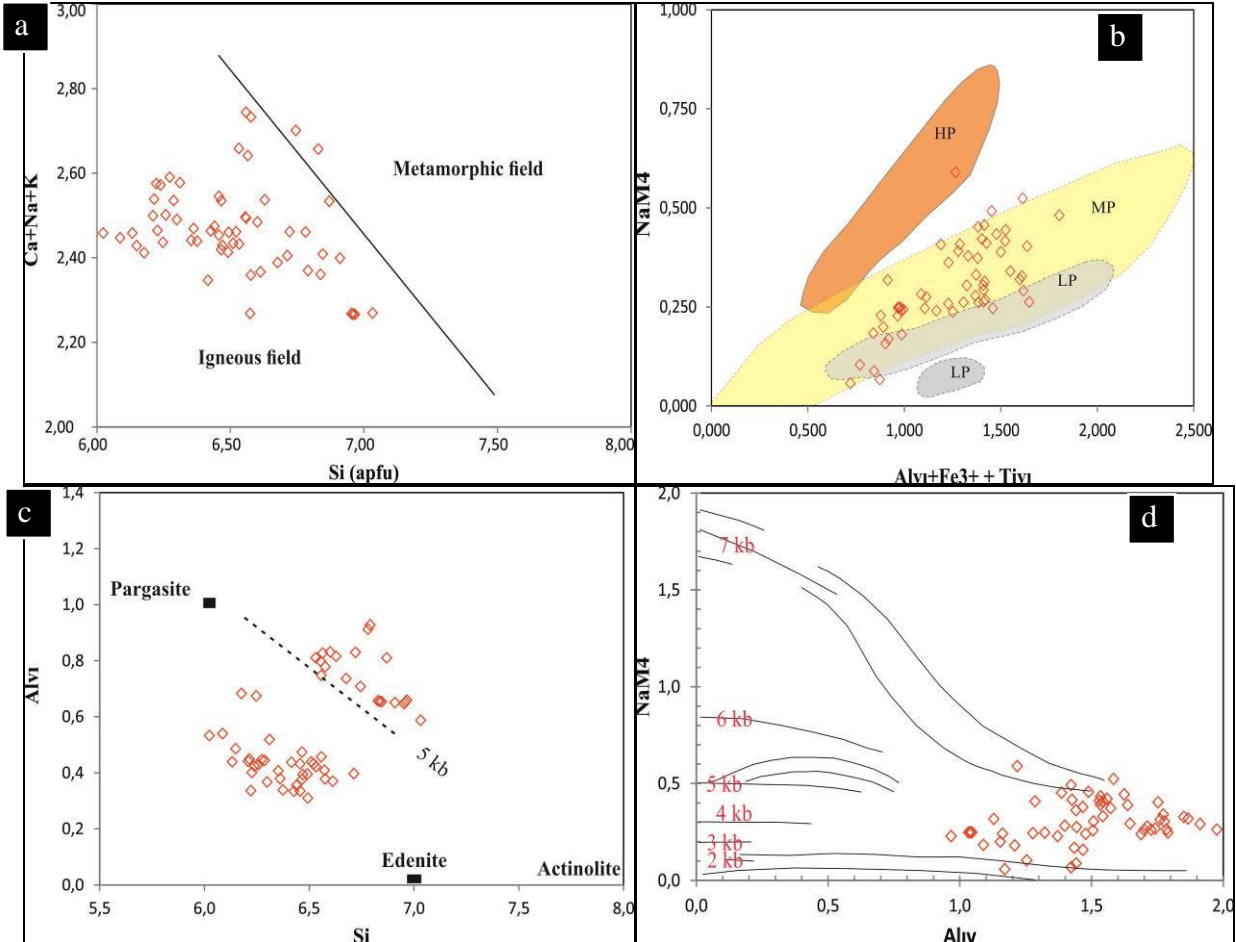 a
3,00
2,80
2,60
2,40
2,20
2,00
Ca+Na+K
Metamorphic field
Igneous field
6,00 6,50 7,00 7,50 8,00
Si (apfu)
b
1,000
0,750
0,500
0,250
0,000
NaM4
HP
MP
LP
LP
0,000 0,500 1,000 1,500 2,000 2,500
Alvı+Fe3+ + Tivı
c
1,4
1,2
1,0
0,8
0,6
0,4
0,2
0,0
Alvı
Pargasite
5 kb
Edenite
Actinolite
5,5 6,0 6,5 7,0 7,5 8,0
Si
d
2,0
1,5
1,0
0,5
0,0
NaM4
7 kb
6 kb
5 kb
4 kb
3 kb
2 kb
0,0 0,5 1,0 1,5 2,0
Alıv